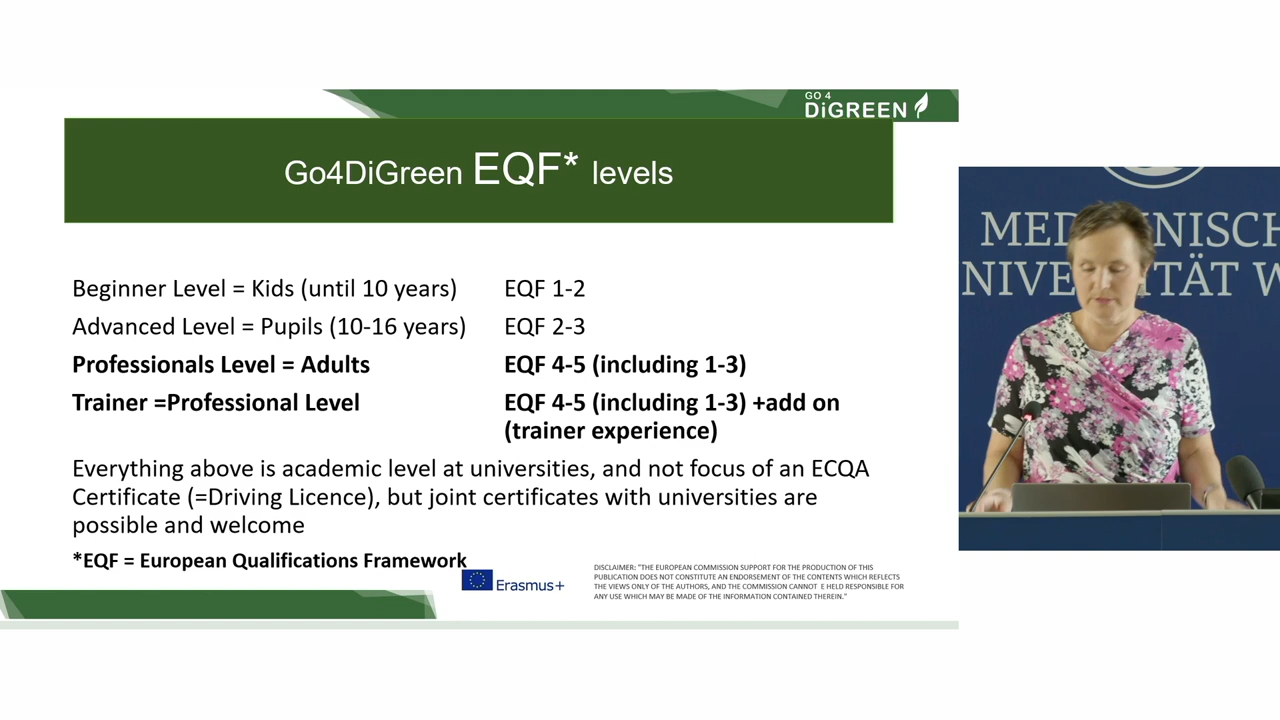 GO 4
DiGREEN
Go4DiGreen EQF* levels
Beginner Level = Kids (until 10 years) EQF 1-2
Advanced Level = Pupils (10-16 years) EQF 2-3
Professionals Level = Adults EQF 4-5 (including 1-3)
Trainer =Professional Level EQF 4-5 (including 1-3) +add on
(trainer experience)
Everything above is academic level at universities, and not focus of an ECQA
Certificate (=Driving Licence), but joint certificates with universities are
possible and welcome
*EQF = European Qualifications Framework
Erasmus+
DISCLAIMER: "THE EUROPEAN COMMISSION SUPPORT FOR THE PRODUCTION OF THIS
PUBLICATION DOES NOT CONSTITUTE AN ENDORSEMENT OF THE CONTENTS WHICH REFLECTS
THE VIEWS ONLY OF THE AUTHORS, AND THE COMMISSION CANNOT E HELD RESPONSIBLE FOR
ANY USE WHICH MAY BE MADE OF THE INFORMATION CONTAINED THEREIN."
MED NISCH
NIVE ITÄT W